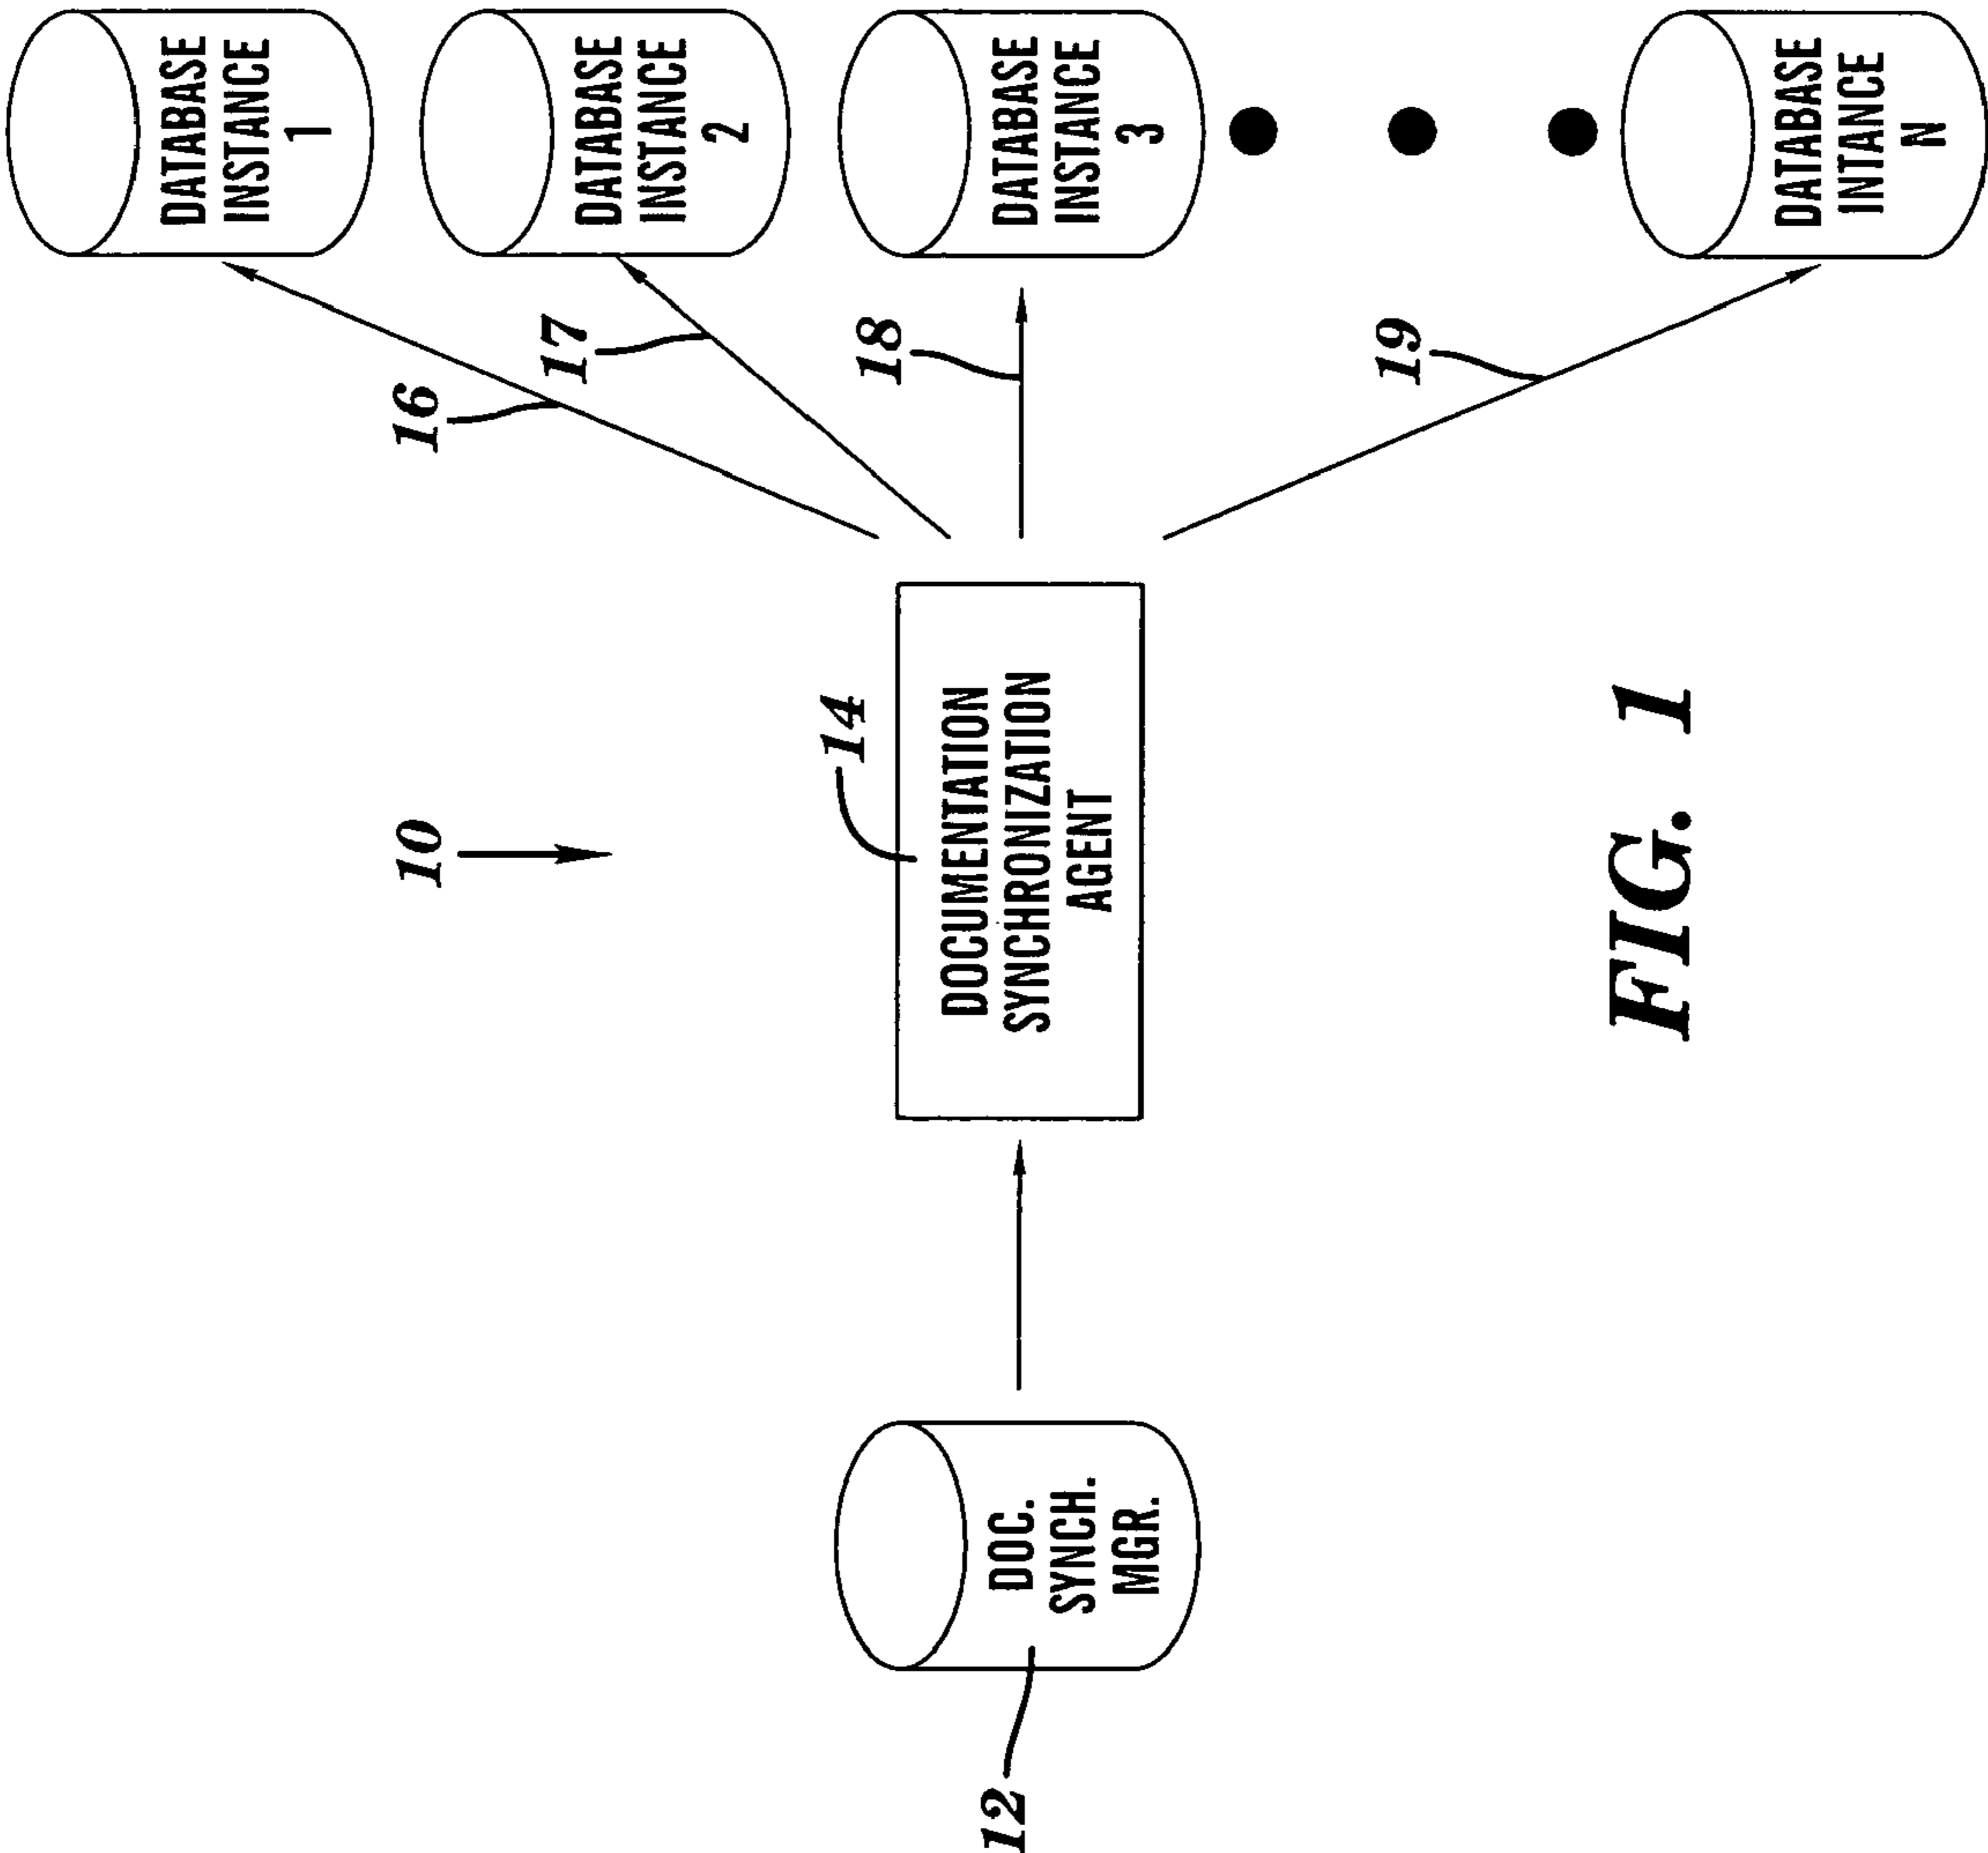 10
12
DOC.
SYNCH.
MGR.
14
DOCUMENTATION
SYNCHRONIZATION
AGENT
16
17
18
19
DATABASE
INSTANCE
1
DATABASE
INSTANCE
2
DATABASE
INSTANCE
3
DATABASE
INTANCE
N
FIG. 1